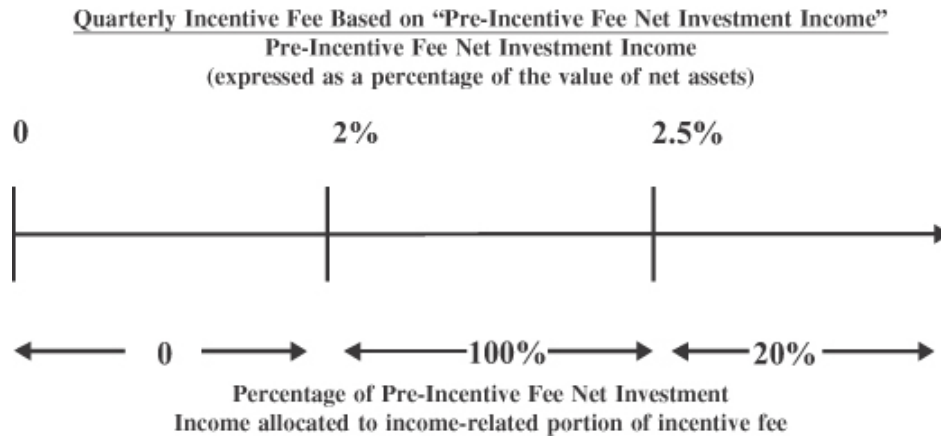 Quarterly Incentive Fee Based on “Pre-Incentive Fee Net Investment Income”
Pre-Incentive Fee Net Investment Income
(expressed as a percentage of the value of net assets)
0 2% 2.5%
0 100% 20%
Percentage of Pre-Incentive Fee Net Investment
Income allocated to income-related portion of incentive fee